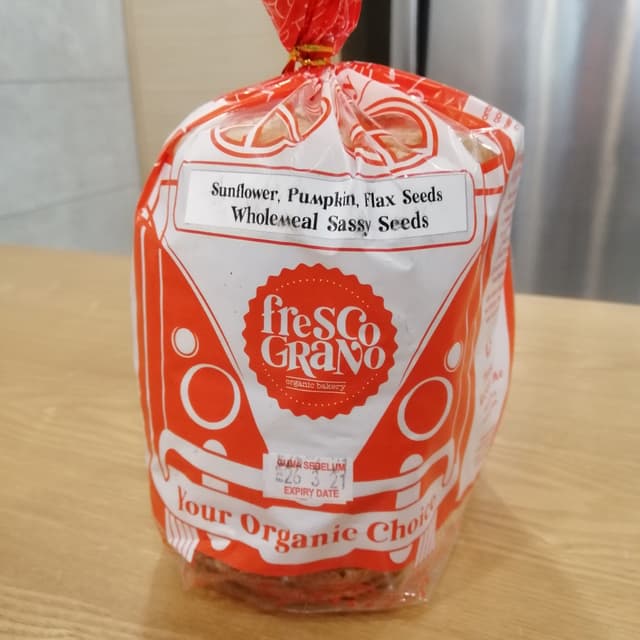 Sunflower, Pumpkin, Flax Seeds
Wholemeal Sassy Seeds
fresco
GRANO
organic bakery
GUNA SEBELUM
26 3 21
EXPIRY DATE
Your Organic Choice